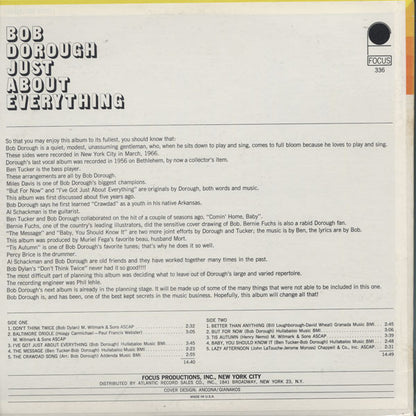 BOB
DOROUGH
JUST
ABOUT
EVERYTHING
FOCUS
336
So that you may enjoy this album to its fullest, you should know that:
Bob Dorough is a quiet, modest, unassuming gentleman, who, when he sits down to play and sing, comes to full bloom because he loves to play and sing.
These sides were recorded in New York City in March, 1966.
Dorough's last vocal album was recorded in 1956 on Bethlehem, by now a collector's item.
Ben Tucker is the bass player.
These arrangements are all by Bob Dorough.
Miles Davis is one of Bob Dorough's biggest champions.
"But For Now" and "I've Got Just About Everything" are originals by Dorough, both words and music.
This album was first discussed about five years ago.
Bob Dorough says he first learned "Crawdad" as a youth in his native Arkansas.
Al Schackman is the guitarist.
Ben Tucker and Bob Dorough collaborated on the hit of a couple of seasons ago, "Comin' Home, Baby".
Bernie Fuchs, one of the country's leading illustrators, did the sensitive cover drawing of Bob. Bernie Fuchs is also a rabid Dorough fan.
"The Message" and "Baby, You Should Know It" are two more joint efforts by Dorough and Tucker; the music is by Ben, the lyrics are by Bob.
This album was produced by Muriel Fega's favorite bass, husband Mort.
"Tis Autumn" is one of Bob Dorough's favorite tunes; that's why he does it so well.
Percy Brice is the drummer.
Al Schackman and Bob Dorough are old friends and they have worked together many times in the past.
Bob Dylan's "Don't Think Twice" never had it so good!!!
The most difficult part of planning this album was deciding what to leave out of Dorough's large and varied repertoire.
The recording engineer was Phil Iehle.
Bob Dorough's next album is already in the planning stage. It will be made up of some of the many things that were not able to be included in this one.
Bob Dorough is, and has been, one of the best kept secrets in the music business. Hopefully, this album will change all that!
SIDE ONE
1. DON'T THINK TWICE (Bob Dylan) M. Witmark & Sons ASCAP 2:32
2. BALTIMORE ORIOLE (Hoagy Carmichael - Paul Francis Webster)
M. Witmark & Sons ASCAP
3. I'VE GOT JUST ABOUT EVERYTHING (Bob Dorough) Hullabaloo Music BMI
4. THE MESSAGE (Ben Tucker-Bob Dorough) Hullabaloo Music BMI
5. THE CRAWDAD SONG (Arr. Bob Dorough) Addenda Music BMI
14:40
SIDE TWO
1. BETTER THAN ANYTHING (Bill Loughborough-David Wheat) Granada Music BMI
2. BUT FOR NOW (Bob Dorough) Hullabaloo Music BMI
3. TIS AUTUMN (Henry Nemo) M. Witmark & Sons ASCAP
4. BABY, YOU SHOULD KNOW IT (Ben Tucker-Bob Dorough) Hullabaloo Music BMI
5. LAZY AFTERNOON (John LaTouche-Jerome Moross) Chappell & Co., Inc. ASCAP
14:49
FOCUS PRODUCTIONS, INC., NEW YORK CITY
DISTRIBUTED BY ATLANTIC RECORD SALES CO., INC., 1841 BROADWAY, NEW YORK 23, N.Y.
COVER DESIGN: ANCONA/GIANAKOS
MADE IN U.S.A.